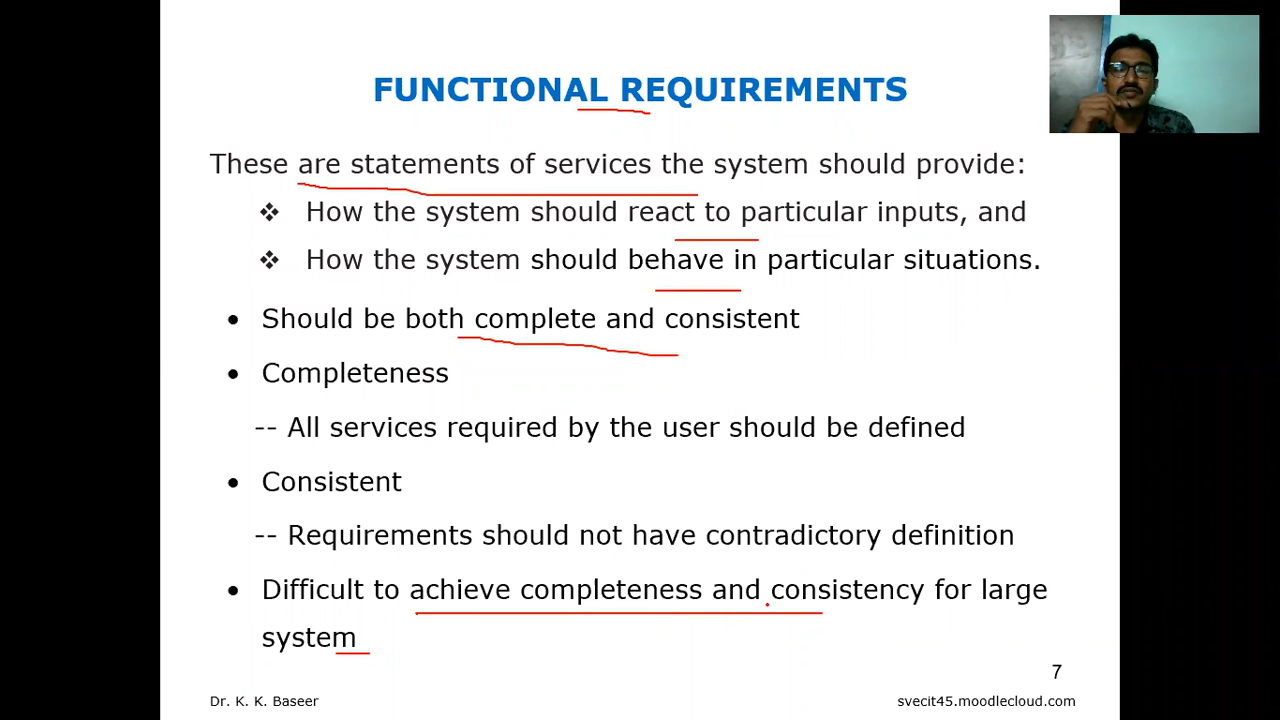 FUNCTIONAL REQUIREMENTS
These are statements of services the system should provide:
❖ How the system should react to particular inputs, and
❖ How the system should behave in particular situations.
• Should be both complete and consistent
• Completeness
-- All services required by the user should be defined
• Consistent
-- Requirements should not have contradictory definition
• Difficult to achieve completeness and consistency for large
system
7
Dr. K. K. Baseer
svecit45.moodlecloud.com